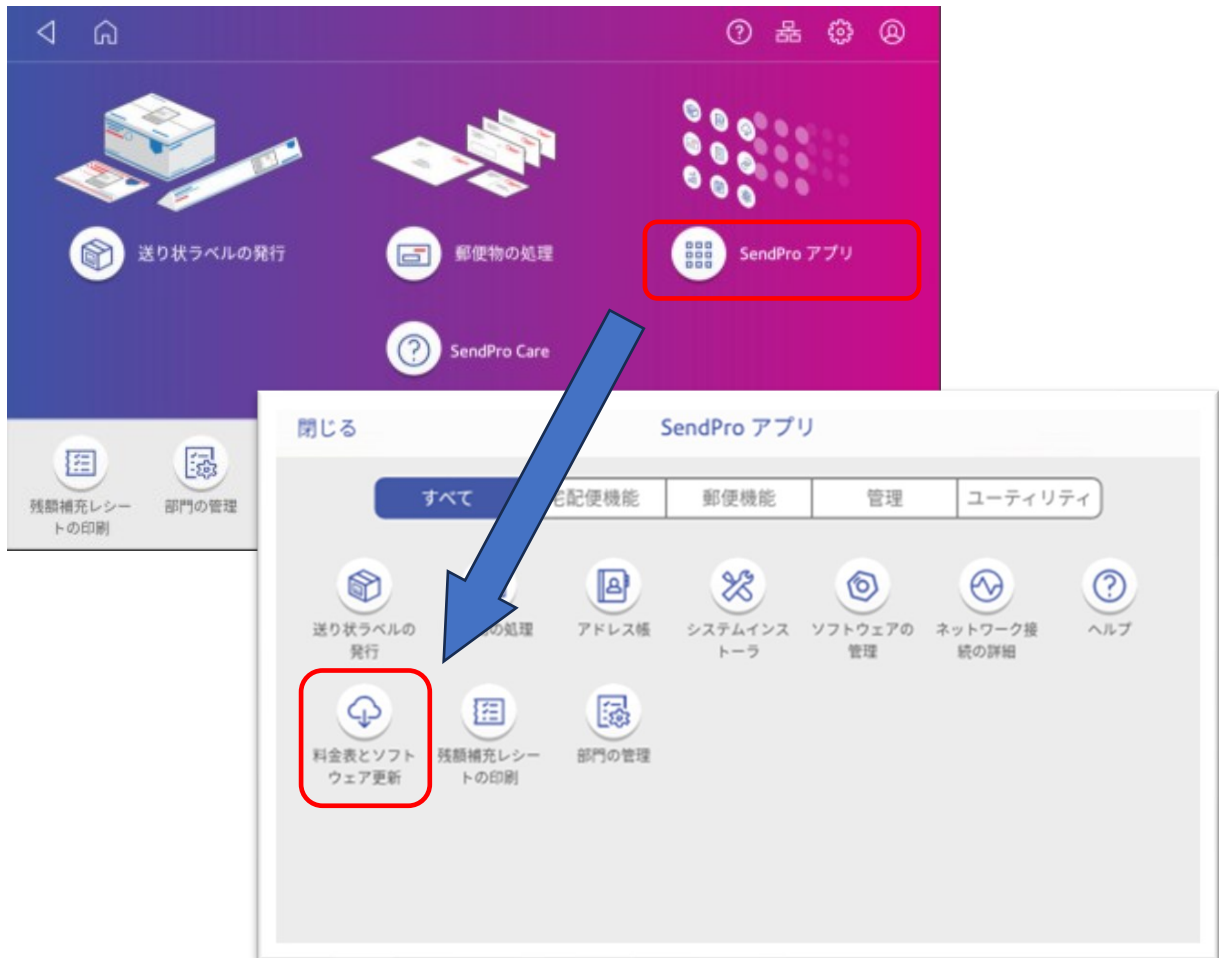 送り状ラベルの発行
郵便物の処理
SendPro アプリ
SendPro Care
残額補充レシー
トの印刷
部門の管理
閉じる
SendPro アプリ
すべて
宅配便機能
郵便機能
管理
ユーティリティ
送り状ラベルの
発行
の処理
アドレス帳
システムインス
トーラ
ソフトウェアの
管理
ネットワーク接
続の詳細
ヘルプ
料金表とソフト
ウェア更新
残額補充レシー
トの印刷
部門の管理